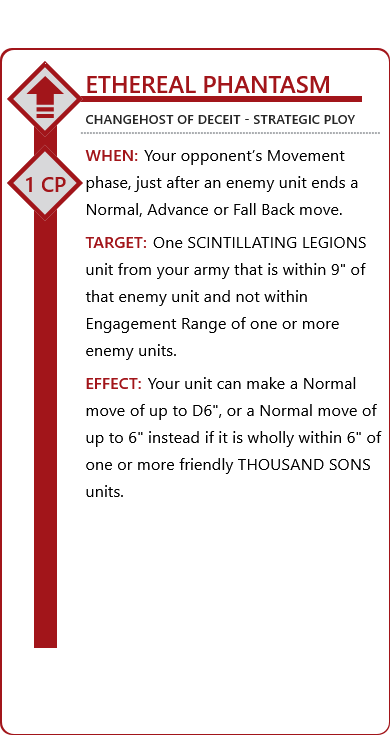 ETHEREAL PHANTASM
CHANGEHOST OF DECEIT - STRATEGIC PLOY
1 CP
WHEN: Your opponent's Movement
phase, just after an enemy unit ends a
Normal, Advance or Fall Back move.
TARGET: One SCINTILLATING LEGIONS
unit from your army that is within 9" of
that enemy unit and not within
Engagement Range of one or more
enemy units.
EFFECT: Your unit can make a Normal
move of up to D6", or a Normal move of
up to 6" instead if it is wholly within 6" of
one or more friendly THOUSAND SONS
units.